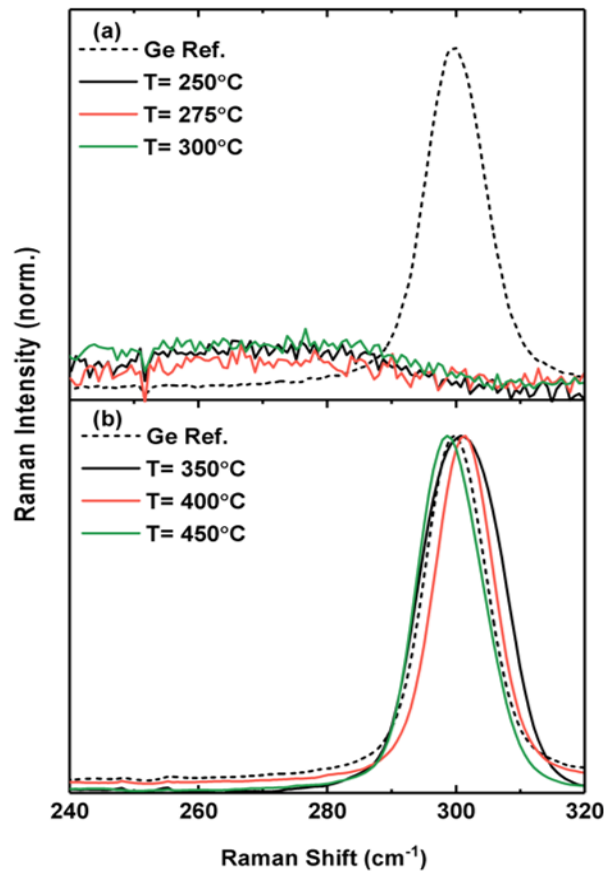 (a)
Ge Ref.
T= 250°C
T= 275°C
T= 300°C
Raman Intensity (norm.)
(b)
Ge Ref.
T= 350°C
T= 400°C
T= 450°C
240 260 280 300 320
Raman Shift (cm⁻¹)